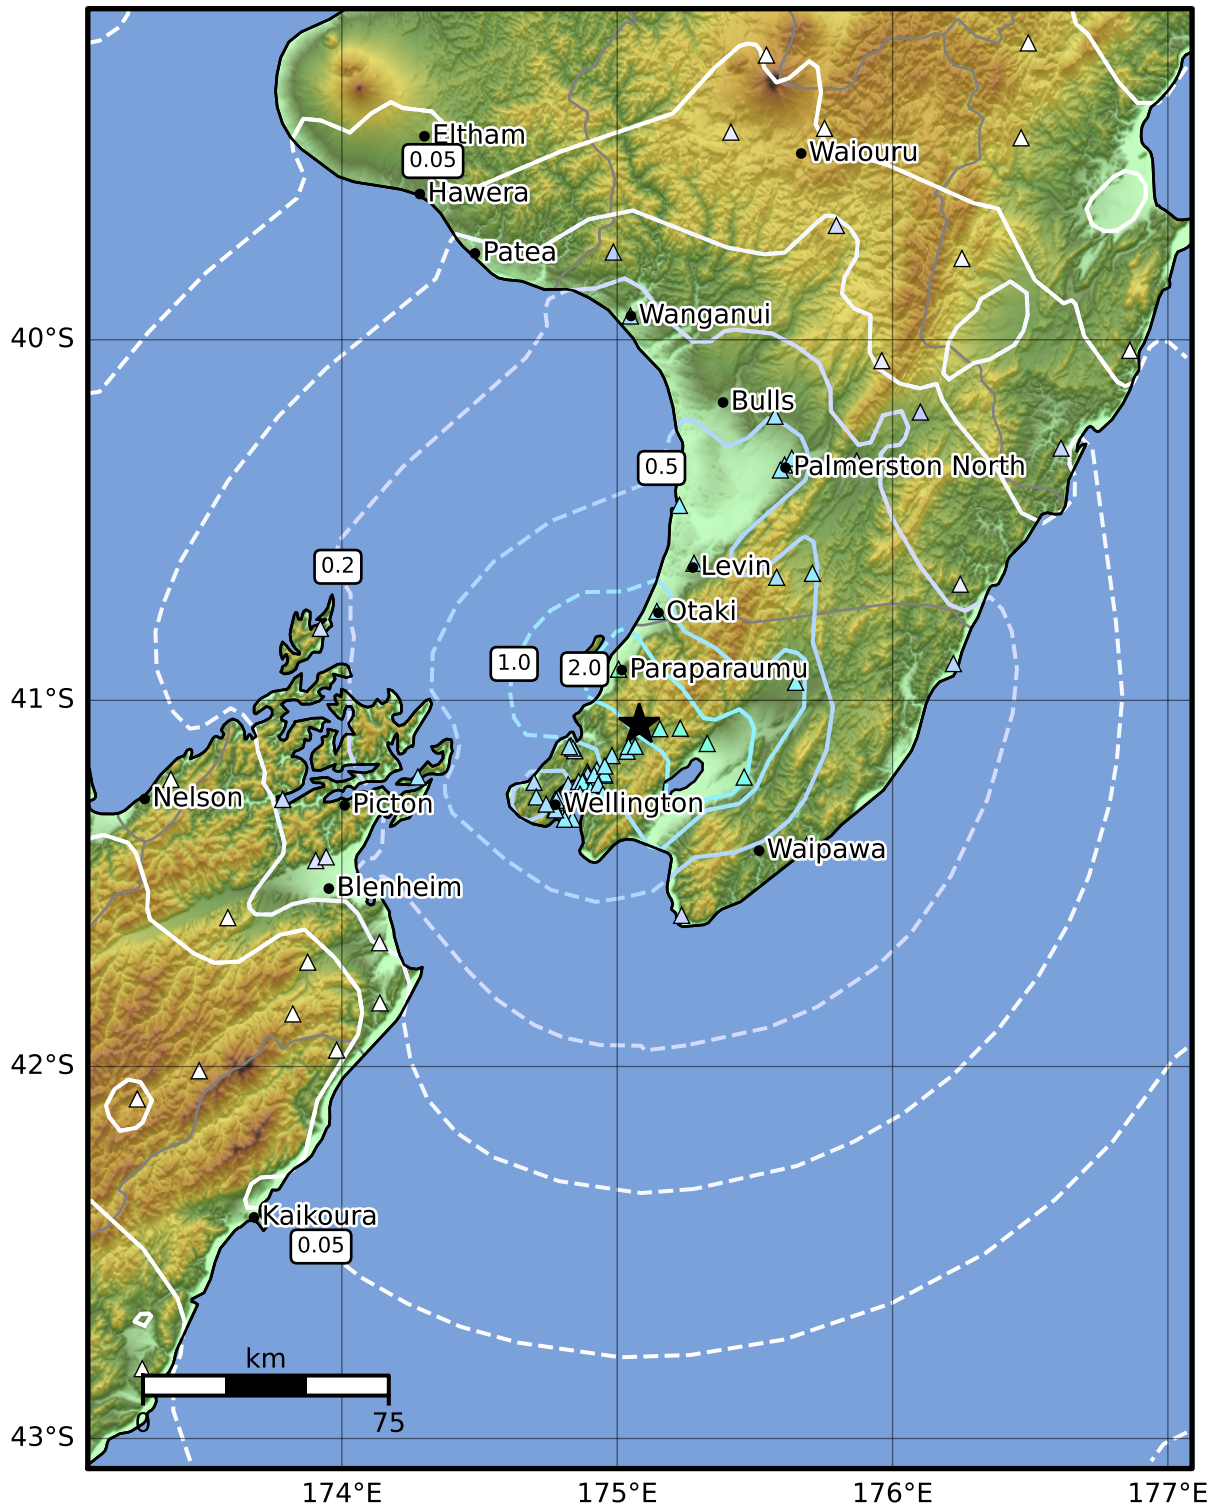 Eltham
0.05
Waiouru
Hawera
Patea
Wanganui
40°S
Bulls
0.5
Palmerston North
0.2
Levin
Otaki
1.0
2.0
Paraparaumu
41°S
Nelson
Picton
Wellington
Waipawa
Blenheim
42°S
Kaikoura
0.05
km
0
75
43°S
174°E
175°E
176°E
177°E